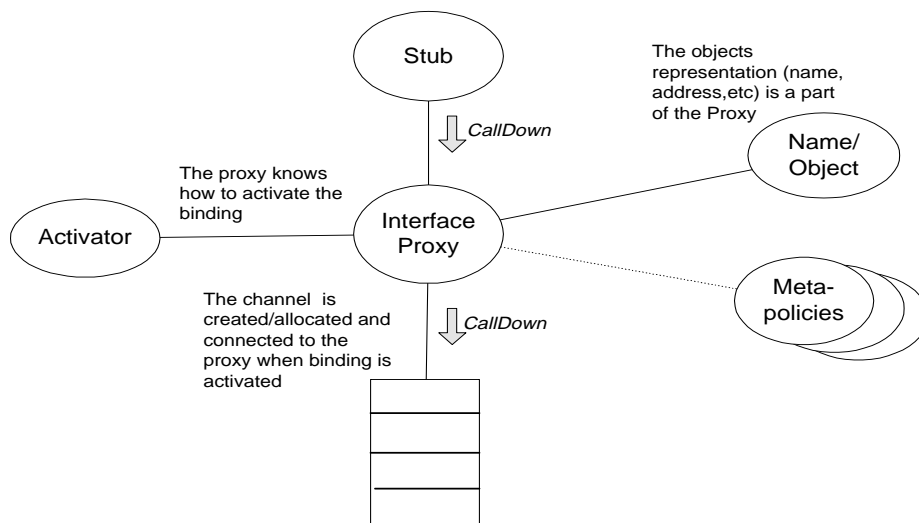 Stub
The objects
representation (name,
address,etc) is a part
of the Proxy
CallDown
Name/
Object
The proxy knows
how to activate the
binding
Activator
Interface
Proxy
The channel is
created/allocated and
connected to the
proxy when binding is
activated
CallDown
Meta-
policies